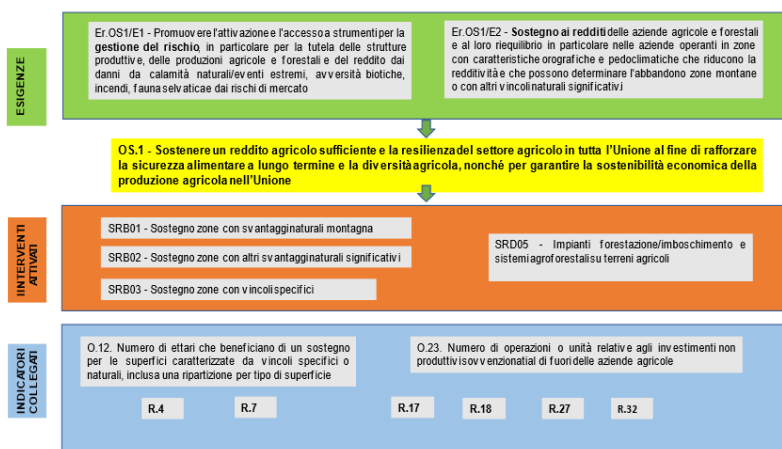 ESIGENZE
Er.OS1/E1 - Promuovere l'attivazione e l'accesso a strumenti per la
gestione del rischio, in particolare per la tutela delle strutture
produttive, delle produzioni agricole e forestali e del reddito dai
danni da calamità naturali/eventi estremi, avversità biotiche,
incendi, fauna selvatica e dai rischi di mercato
Er.OS1/E2 - Sostegno ai redditi delle aziende agricole e forestali
e al loro riequilibrio in particolare nelle aziende operanti in zone
con caratteristiche orografiche e pedoclimatiche che riducono la
redditività e che possono determinare l'abbandono zone montane
o con altri vincoli naturali significativi
OS.1 - Sostenere un reddito agricolo sufficiente e la resilienza del settore agricolo in tutta l'Unione al fine di rafforzare
la sicurezza alimentare a lungo termine e la diversità agricola, nonché per garantire la sostenibilità economica della
produzione agricola nell'Unione
IINTERVENTI
ATTIVATI
SRB01 - Sostegno zone con svantaggi naturali montagna
SRB02 - Sostegno zone con altri svantaggi naturali significativi
SRB03 - Sostegno zone con vincoli specifici
SRD05 - Impianti forestazione/imboschimento e
sistemi agroforestali su terreni agricoli
INDICATORI
COLLEGATI
O.12. Numero di ettari che beneficiano di un sostegno
per le superfici caratterizzate da vincoli specifici o
naturali, inclusa una ripartizione per tipo di superficie
O.23. Numero di operazioni o unità relative agli investimenti non
produttivi sovvenzionati al di fuori delle aziende agricole
R.4
R.7
R.17
R.18
R.27
R.32